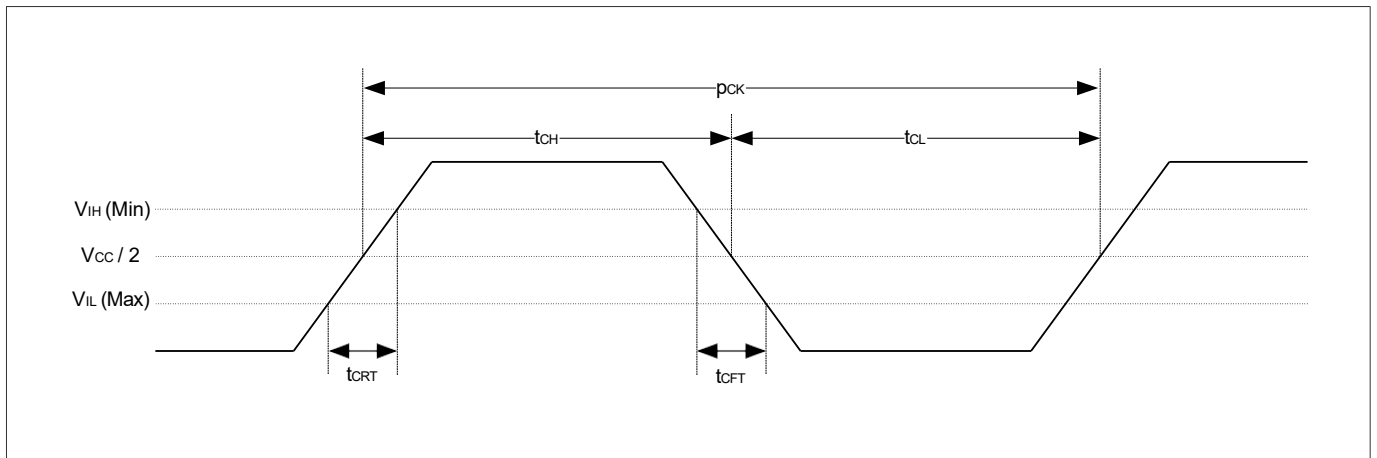 pCK
tCH
tCL
VIH (Min)
VCC / 2
VIL (Max)
tCRT
tCFT